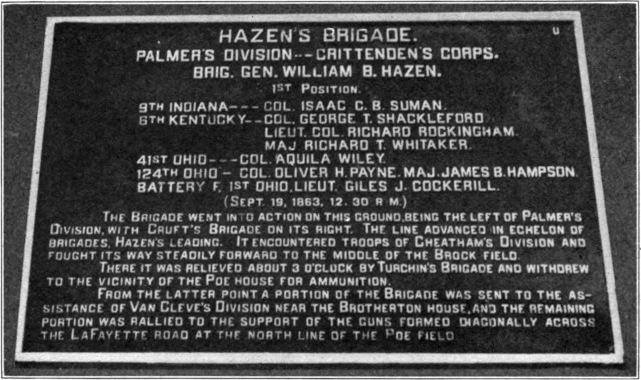 HAZEN'S BRIGADE. U
PALMER'S DIVISION---CRITTENDEN'S CORPS.
BRIG. GEN. WILLIAM B. HAZEN.
1ST POSITION.
9TH INDIANA---COL. ISAAC C. B. SUMAN.
6TH KENTUCKY--COL. GEORGE T. SHACKLEFORD
LIEUT. COL. RICHARD ROCKINGHAM.
MAJ. RICHARD T. WHITAKER.
41ST OHIO---COL. AQUILA WILEY.
124TH OHIO- COL. OLIVER H. PAYNE. MAJ. JAMES B. HAMPSON.
BATTERY F, 1ST OHIO, LIEUT. GILES J. COCKERILL.
(SEPT. 19, 1863, 12. 30 P. M.)
THE BRIGADE WENT INTO ACTION ON THIS GROUND, BEING THE LEFT OF PALMER'S
DIVISION, WITH CRUFT'S BRIGADE ON ITS RIGHT. THE LINE ADVANCED IN ECHELON OF
BRIGADES, HAZEN'S LEADING. IT ENCOUNTERED TROOPS OF CHEATHAM'S DIVISION AND
FOUGHT ITS WAY STEADILY FORWARD TO THE MIDDLE OF THE BROCK FIELD.
THERE IT WAS RELIEVED ABOUT 3 O'CLOCK BY TURCHIN'S BRIGADE AND WITHDREW
TO THE VICINITY OF THE POE HOUSE FOR AMMUNITION.
FROM THE LATTER POINT A PORTION OF THE BRIGADE WAS SENT TO THE AS-
SISTANCE OF VAN CLEVE'S DIVISION NEAR THE BROTHERTON HOUSE, AND THE REMAINING
PORTION WAS RALLIED TO THE SUPPORT OF THE GUNS FORMED DIAGONALLY ACROSS
THE LAFAYETTE ROAD AT THE NORTH LINE OF THE POE FIELD